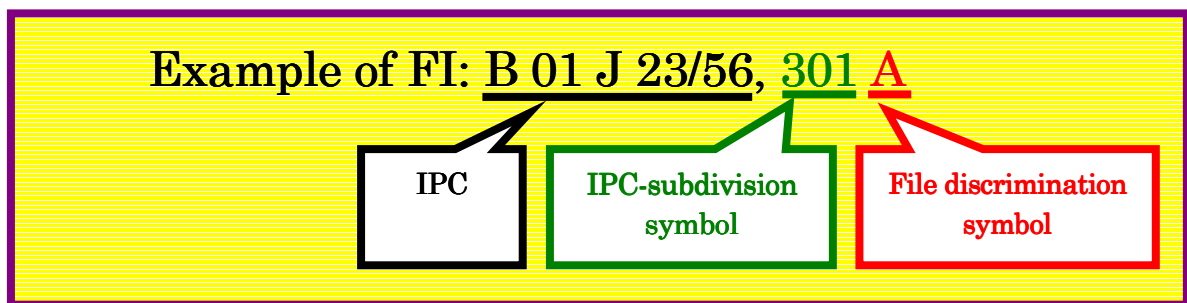 Example of FI: B 01 J 23/56, 301 A
IPC
IPC-subdivision
symbol
File discrimination
symbol